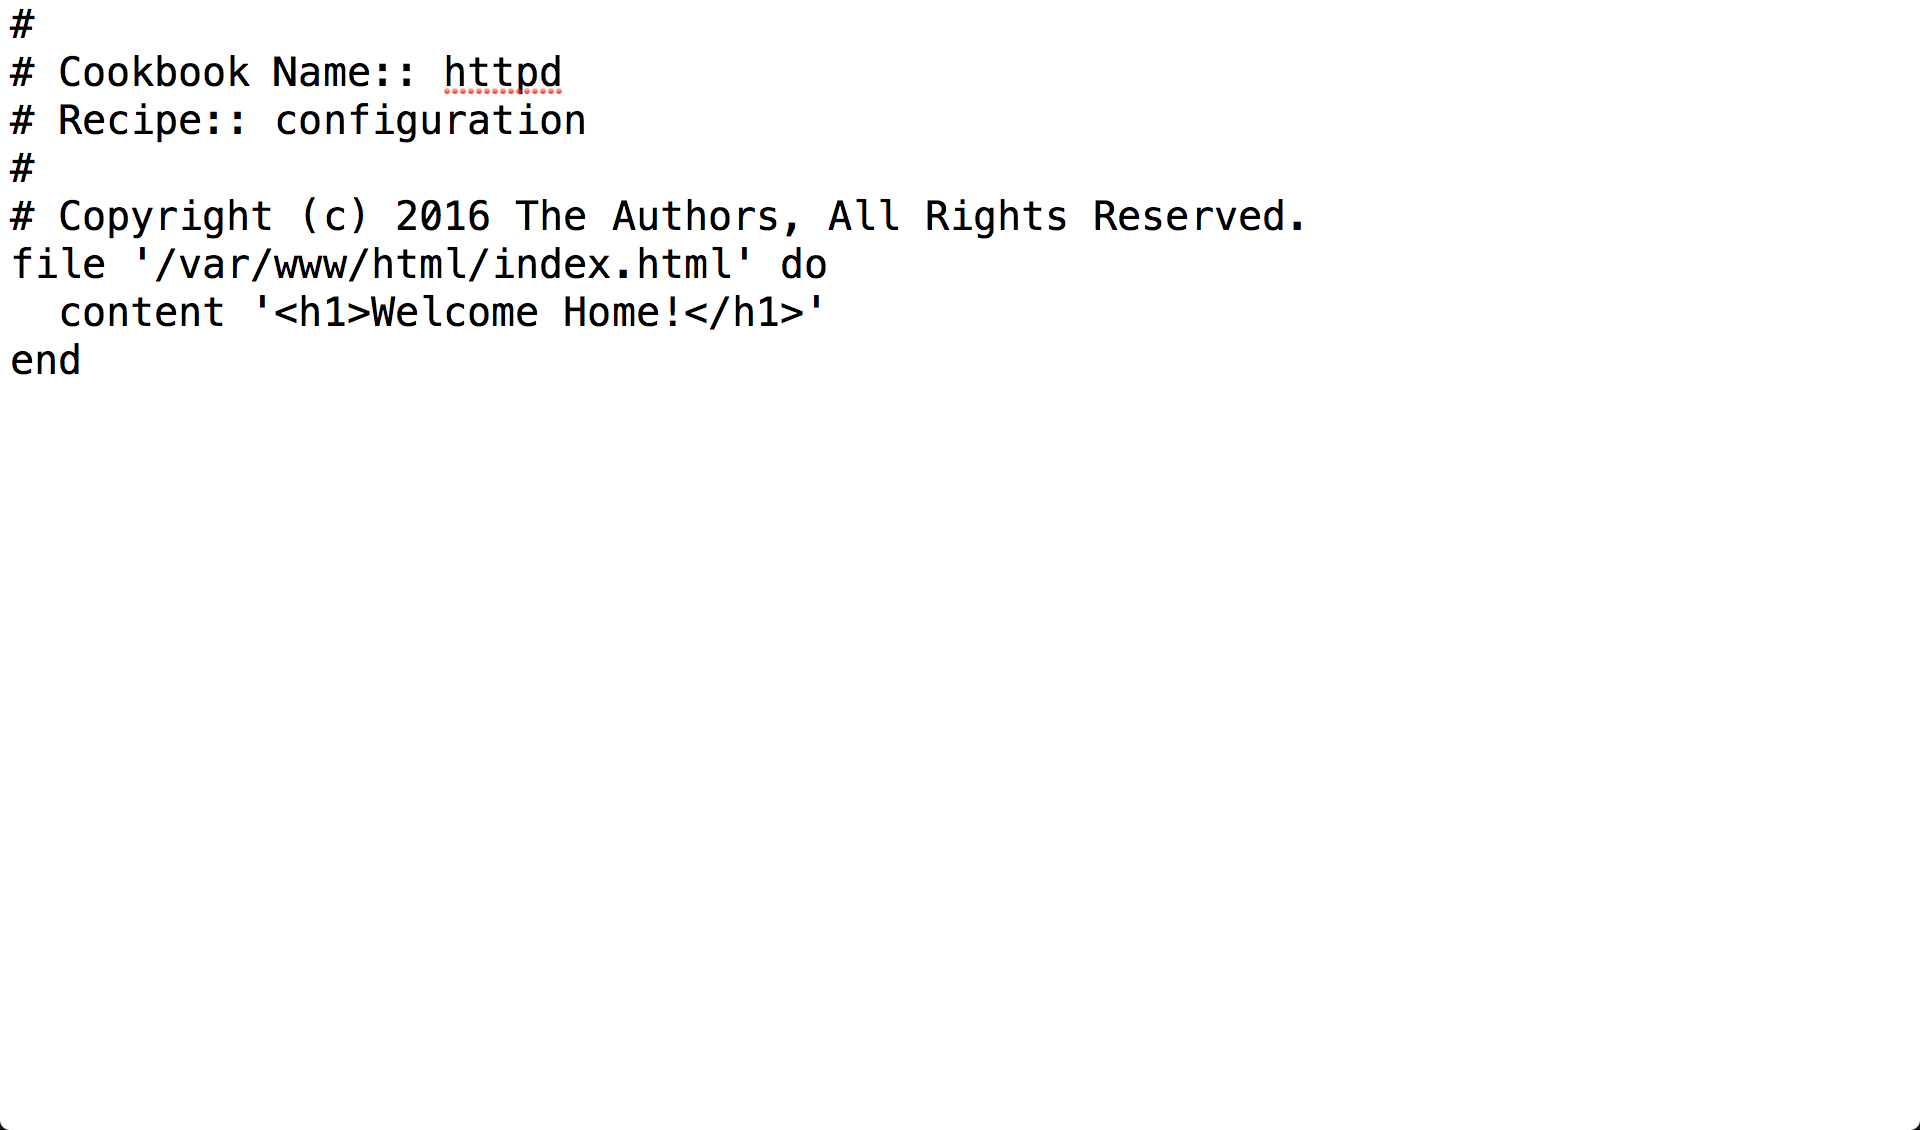 #
# Cookbook Name:: httpd
# Recipe:: configuration
#
# Copyright (c) 2016 The Authors, All Rights Reserved.
file '/var/www/html/index.html' do
  content '<h1>Welcome Home!</h1>'
end